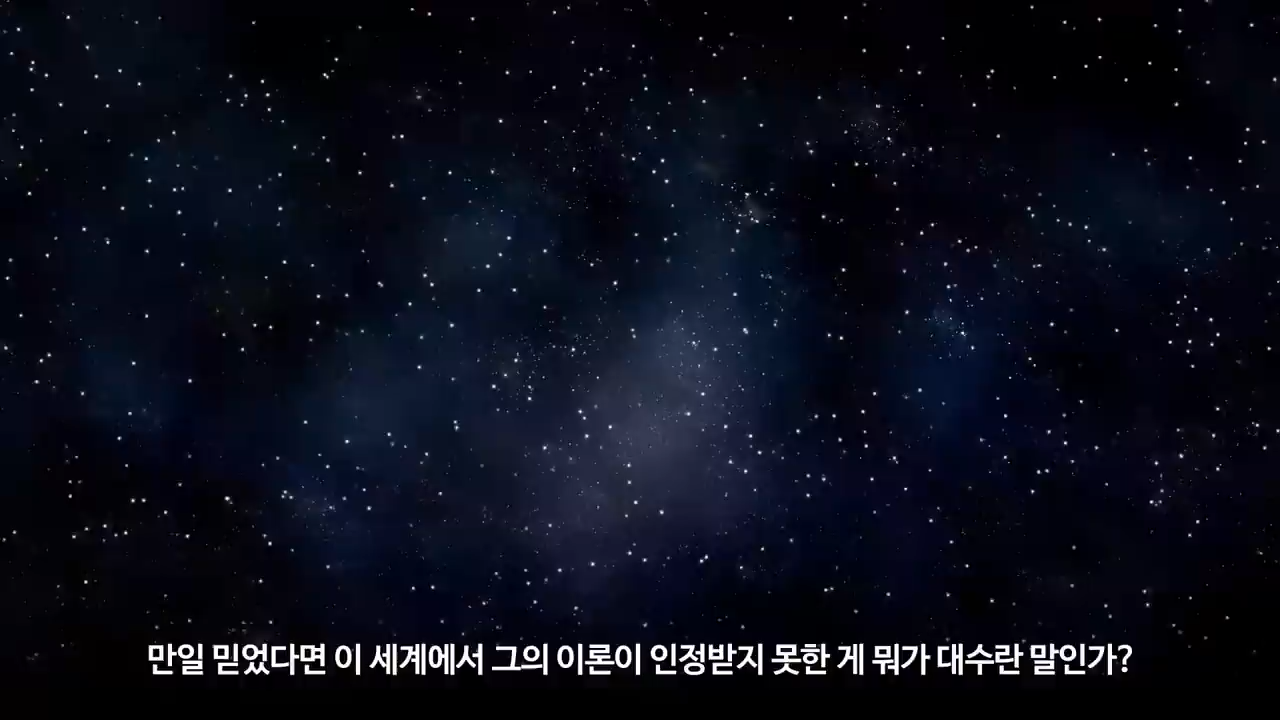 만일 믿었다면 이 세계에서 그의 이론이 인정받지 못한 게 뭐가 대수란 말인가?